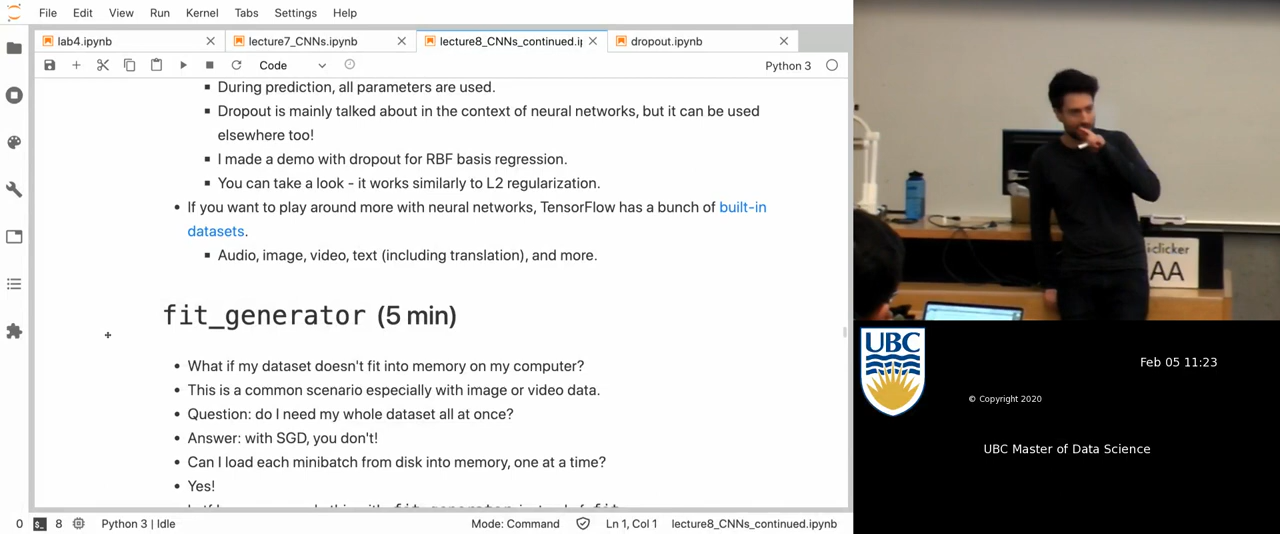 File Edit View Run Kernel Tabs Settings Help
lab4.ipynb lecture7_CNNs.ipynb lecture8_CNNs_continued.ip dropout.ipynb
Code Python 3
During prediction, all parameters are used.
Dropout is mainly talked about in the context of neural networks, but it can be used
elsewhere too!
I made a demo with dropout for RBF basis regression.
You can take a look - it works similarly to L2 regularization.
If you want to play around more with neural networks, TensorFlow has a bunch of built-in
datasets.
Audio, image, video, text (including translation), and more.
fit_generator (5 min)
What if my dataset doesn't fit into memory on my computer?
This is a common scenario especially with image or video data.
Question: do I need my whole dataset all at once?
Answer: with SGD, you don't!
Can I load each minibatch from disk into memory, one at a time?
Yes!
0 $_ 8 Python 3 | Idle Mode: Command Ln 1, Col 1 lecture8_CNNs_continued.ipynb
i-clicker
AA
UBC
Feb 05 11:23
© Copyright 2020
UBC Master of Data Science